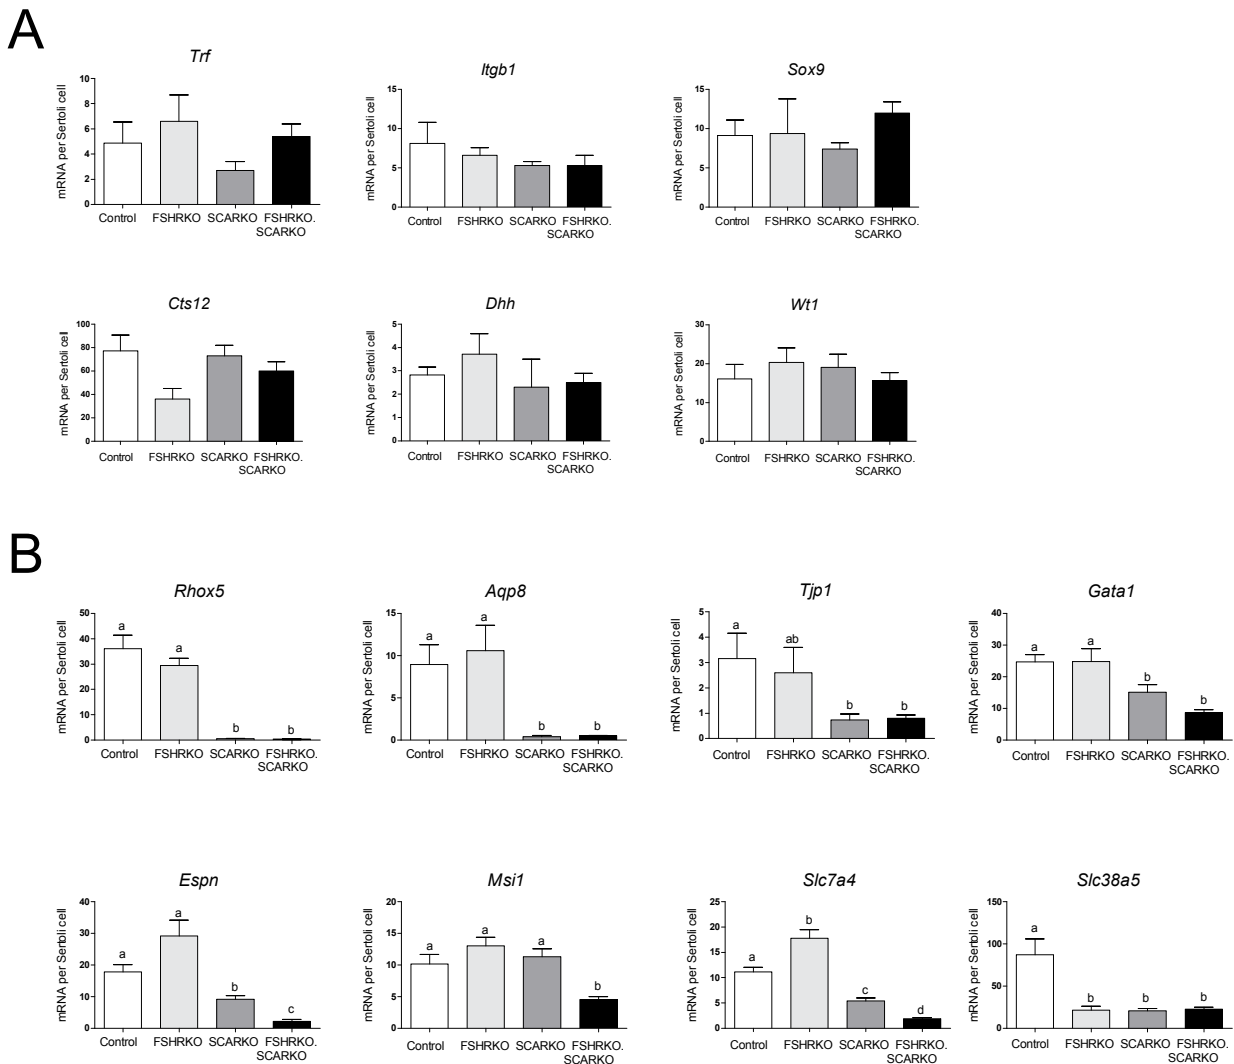 A
Trf
mRNA per Sertoli cell
10
8
6
4
2
0
Control
FSHRKO
SCARKO
FSHRKO.
SCARKO
Itgb1
mRNA per Sertoli cell
15
10
5
0
Control
FSHRKO
SCARKO
FSHRKO.
SCARKO
Sox9
mRNA per Sertoli cell
15
10
5
0
Control
FSHRKO
SCARKO
FSHRKO.
SCARKO
Cts12
mRNA per Sertoli cell
100
80
60
40
20
0
Control
FSHRKO
SCARKO
FSHRKO.
SCARKO
Dhh
mRNA per Sertoli cell
5
4
3
2
1
0
Control
FSHRKO
SCARKO
FSHRKO.
SCARKO
Wt1
mRNA per Sertoli cell
30
20
10
0
Control
FSHRKO
SCARKO
FSHRKO.
SCARKO
B
Rhox5
mRNA per Sertoli cell
50
40
30
20
10
0
a
a
b
b
Control
FSHRKO
SCARKO
FSHRKO.
SCARKO
Aqp8
mRNA per Sertoli cell
15
10
5
0
a
a
b
b
Control
FSHRKO
SCARKO
FSHRKO.
SCARKO
Tjp1
mRNA per Sertoli cell
5
4
3
2
1
0
a
ab
b
b
Control
FSHRKO
SCARKO
FSHRKO.
SCARKO
Gata1
mRNA per Sertoli cell
40
30
20
10
0
a
a
b
b
Control
FSHRKO
SCARKO
FSHRKO.
SCARKO
Espn
mRNA per Sertoli cell
40
30
20
10
0
a
a
b
c
Control
FSHRKO
SCARKO
FSHRKO.
SCARKO
Msi1
mRNA per Sertoli cell
20
15
10
5
0
a
a
a
b
Control
FSHRKO
SCARKO
FSHRKO.
SCARKO
Slc7a4
mRNA per Sertoli cell
25
20
15
10
5
0
a
b
c
d
Control
FSHRKO
SCARKO
FSHRKO.
SCARKO
Slc38a5
mRNA per Sertoli cell
150
100
50
0
a
b
b
b
Control
FSHRKO
SCARKO
FSHRKO.
SCARKO